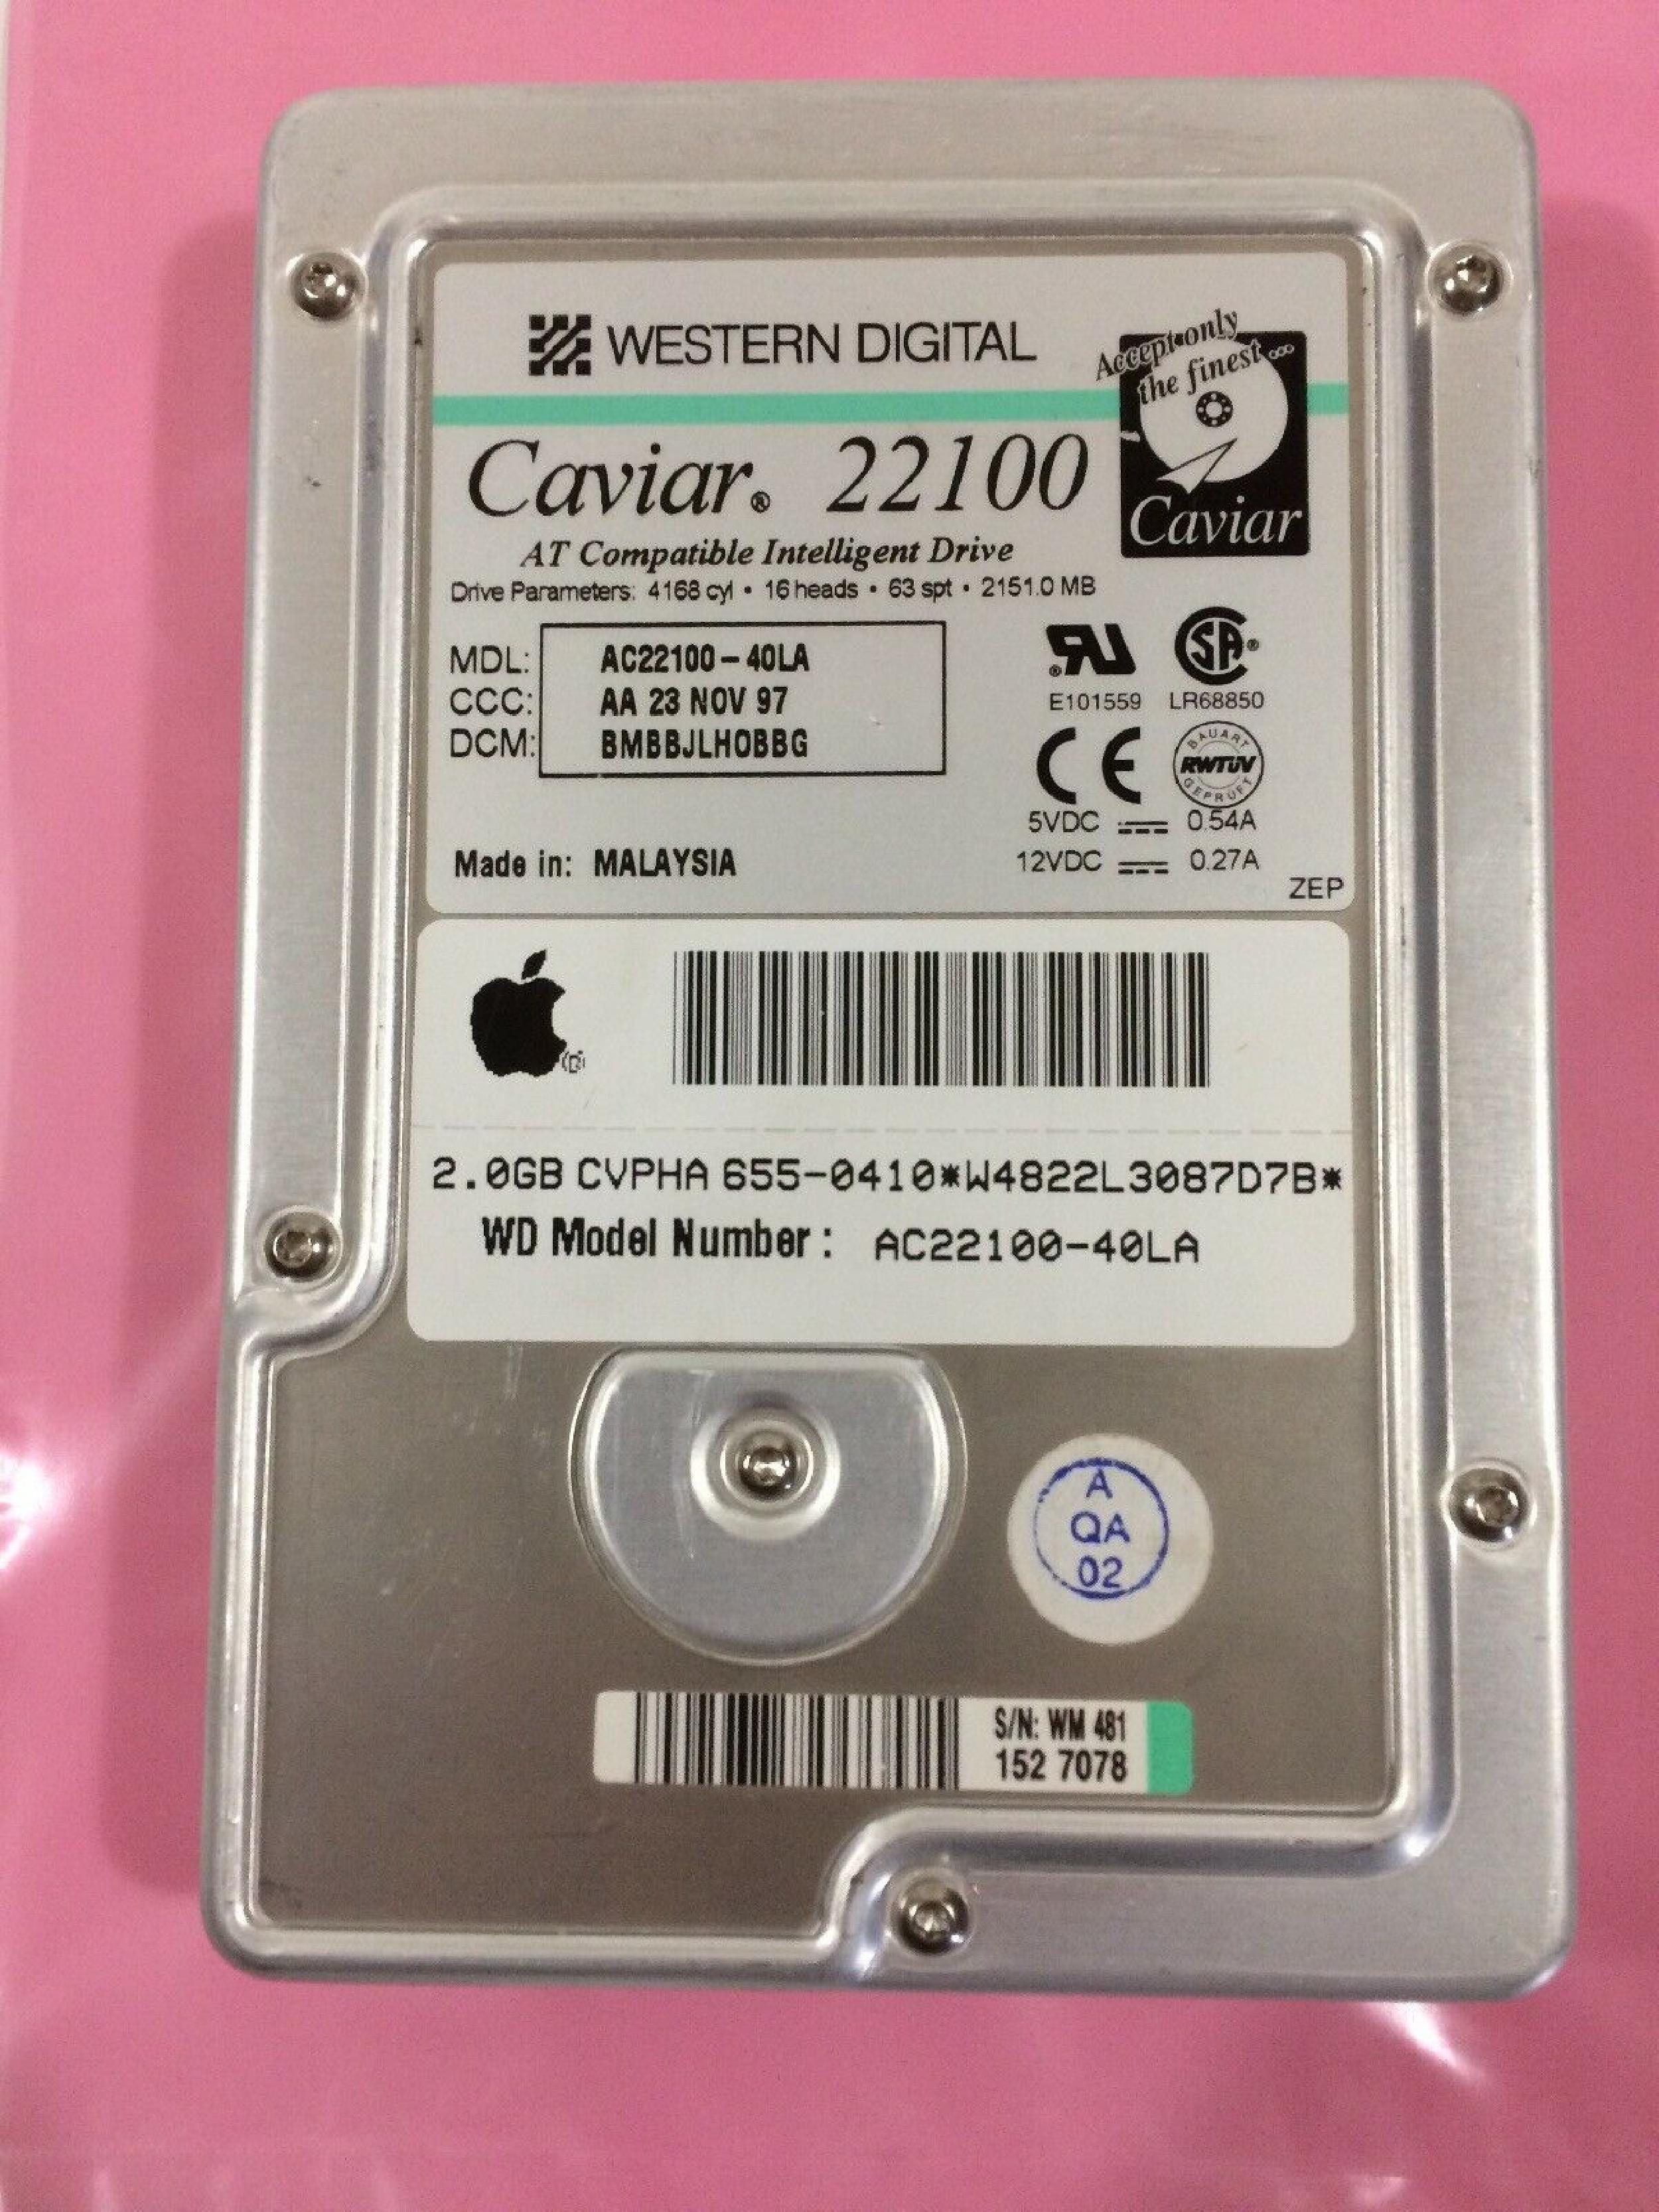 WESTERN DIGITAL
Accept only
the finest...
Caviar® 22100
Caviar
AT Compatible Intelligent Drive
Drive Parameters: 4168 cyl • 16 heads • 63 spt • 2151.0 MB
MDL: AC22100-40LA
CCC: AA 23 NOV 97
DCM: BMBBJLHOBBG
E101559 LR68850
BAUART
RWTÜV
GEPRÜFT
5VDC 0.54A
Made in: MALAYSIA
12VDC 0.27A
ZEP
2.0GB CVPHA 655-0410*W4822L3087D7B*
WD Model Number: AC22100-40LA
A
QA
02
S/N: WM 481
152 7078